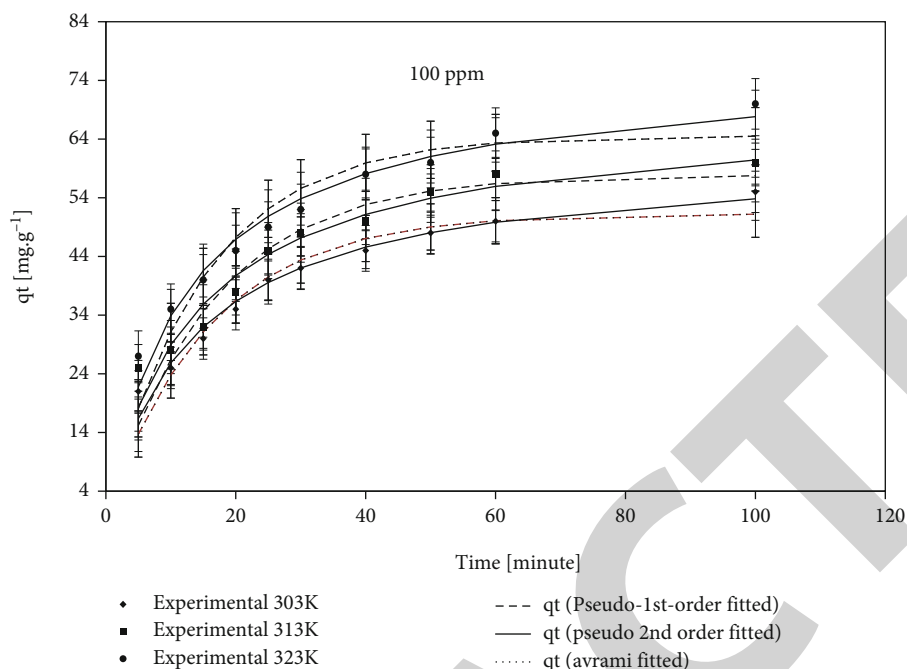 84
74
64
54
44
34
24
14
4
qt [mg.g⁻¹]
100 ppm
0
20
40
60
80
100
120
Time [minute]
Experimental 303K
Experimental 313K
Experimental 323K
qt (Pseudo-1st-order fitted)
qt (pseudo 2nd order fitted)
qt (avrami fitted)